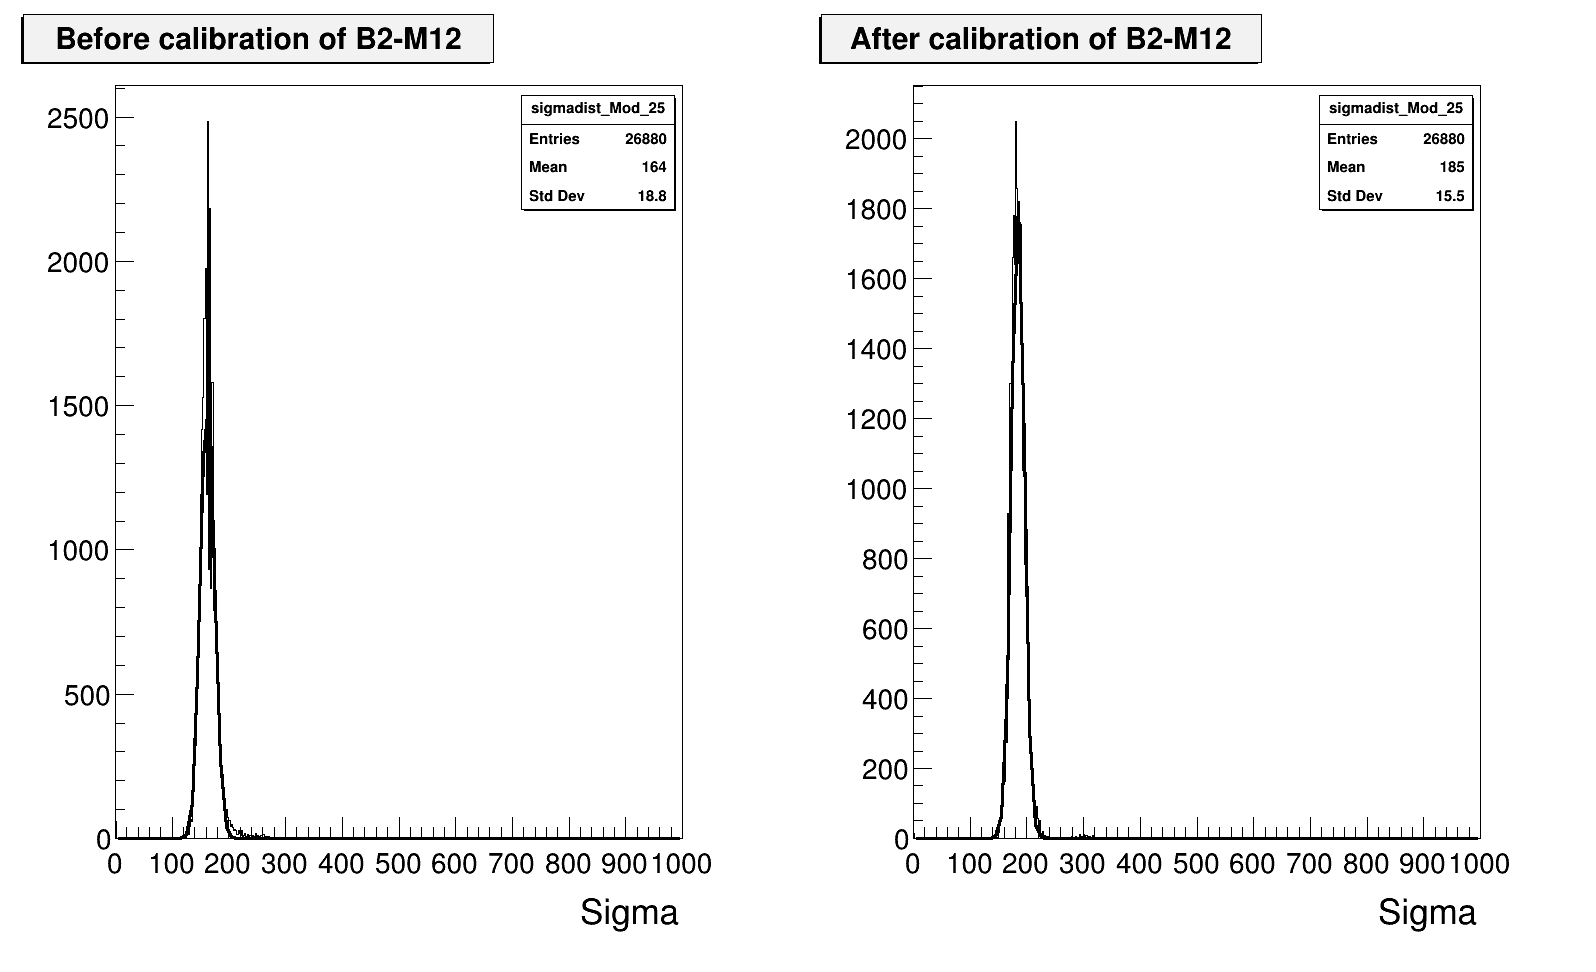 Before calibration of B2-M12
sigmadist_Mod_25
Entries 26880
Mean 164
Std Dev 18.8
2500
2000
1500
1000
500
0
0 100 200 300 400 500 600 700 800 900 1000
Sigma
After calibration of B2-M12
sigmadist_Mod_25
Entries 26880
Mean 185
Std Dev 15.5
2000
1800
1600
1400
1200
1000
800
600
400
200
0
0 100 200 300 400 500 600 700 800 900 1000
Sigma